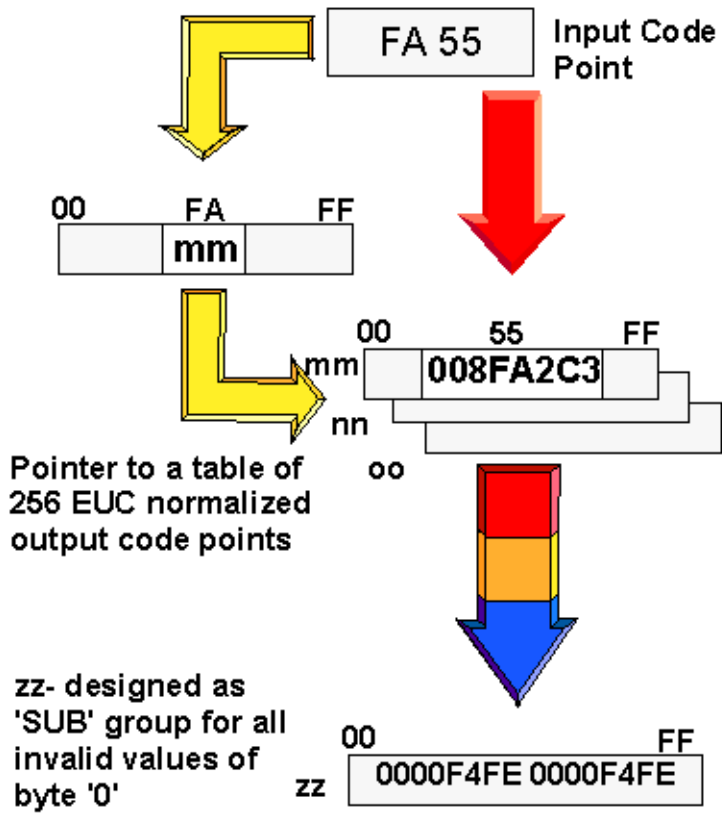 FA 55
Input Code
Point
00 FA FF
mm
00 55 FF
mm 008FA2C3
nn
oo
Pointer to a table of
256 EUC normalized
output code points
zz- designed as
'SUB' group for all
invalid values of
byte '0'
00 FF
zz 0000F4FE 0000F4FE